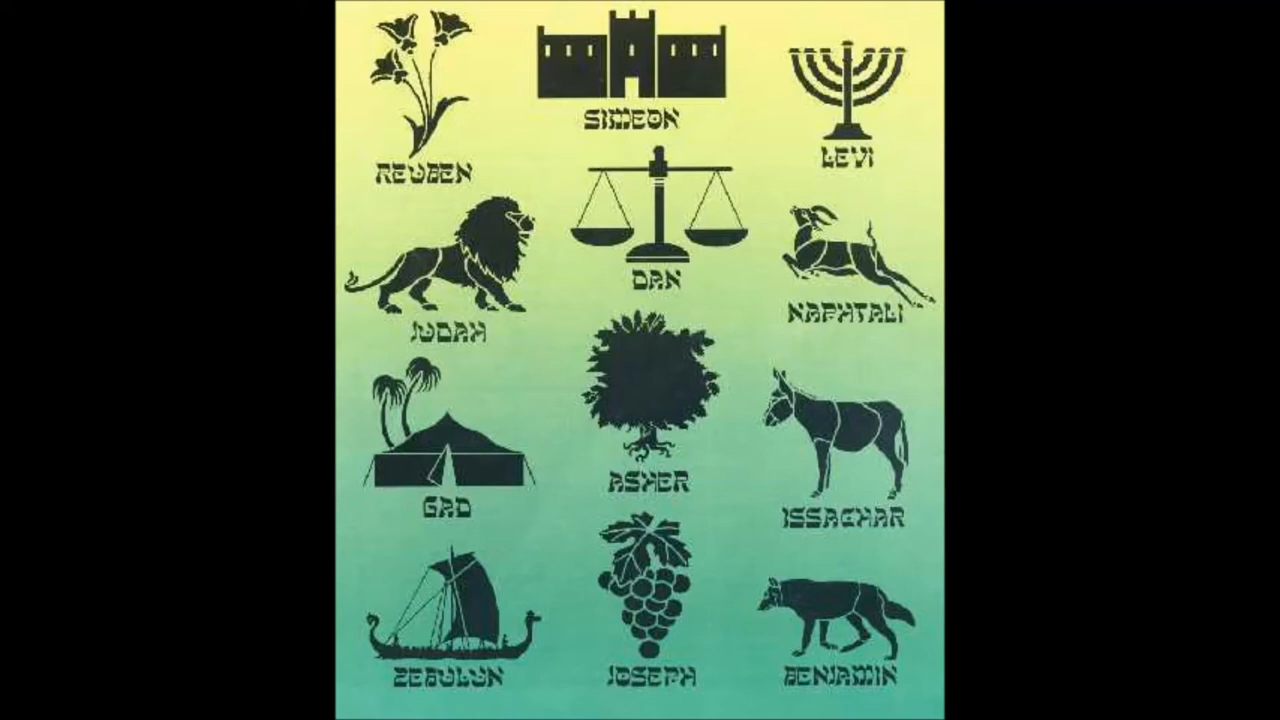 REUBEN
SIMEON
LEVI
JUDAH
DAN
NAPHTALI
GAD
ASHER
ISSACHAR
ZEBULUN
JOSEPH
BENJAMIN